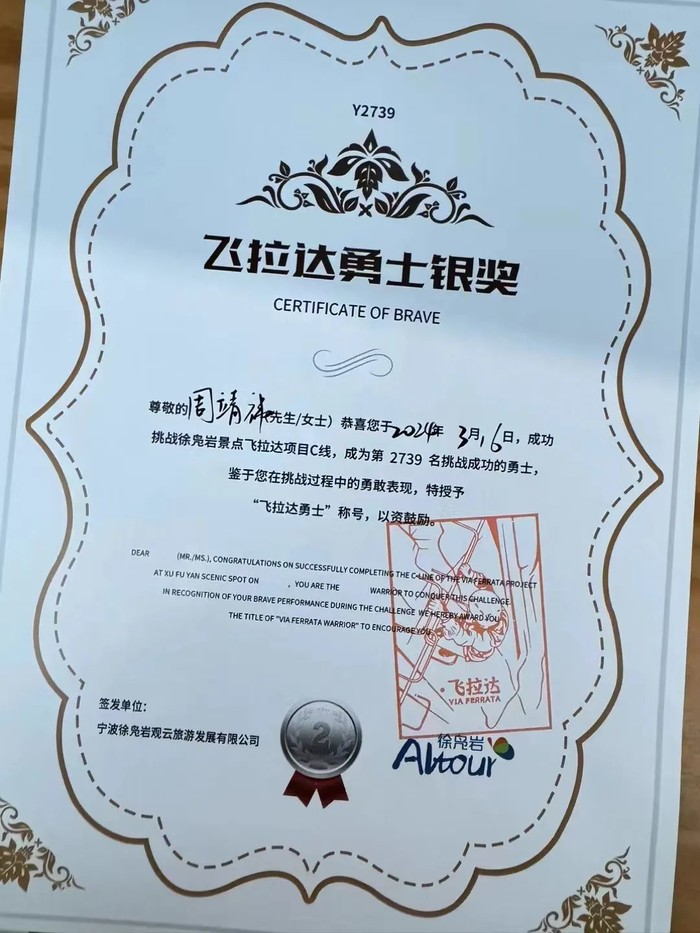 Y2739
飞拉达勇士银奖
CERTIFICATE OF BRAVE
尊敬的周靖祥先生/女士）恭喜您于2024年 3月16日，成功
挑战徐凫岩景点飞拉达项目C线，成为第 2739 名挑战成功的勇士，
鉴于您在挑战过程中的勇敢表现，特授予
“飞拉达勇士”称号，以资鼓励。
DEAR (MR./MS.), CONGRATULATIONS ON SUCCESSFULLY COMPLETING THE C-LINE OF THE VIA FERRATA PROJECT
AT XU FU YAN SCENIC SPOT ON , YOU ARE THE WARRIOR TO CONQUER THIS CHALLENGE.
IN RECOGNITION OF YOUR BRAVE PERFORMANCE DURING THE CHALLENGE WE HEREBY AWARD YOU
THE TITLE OF "VIA FERRATA WARRIOR" TO ENCOURAGE YOU
·飞拉达
VIA FERRATA
签发单位：
宁波徐凫岩观云旅游发展有限公司
2
徐凫岩
Altour